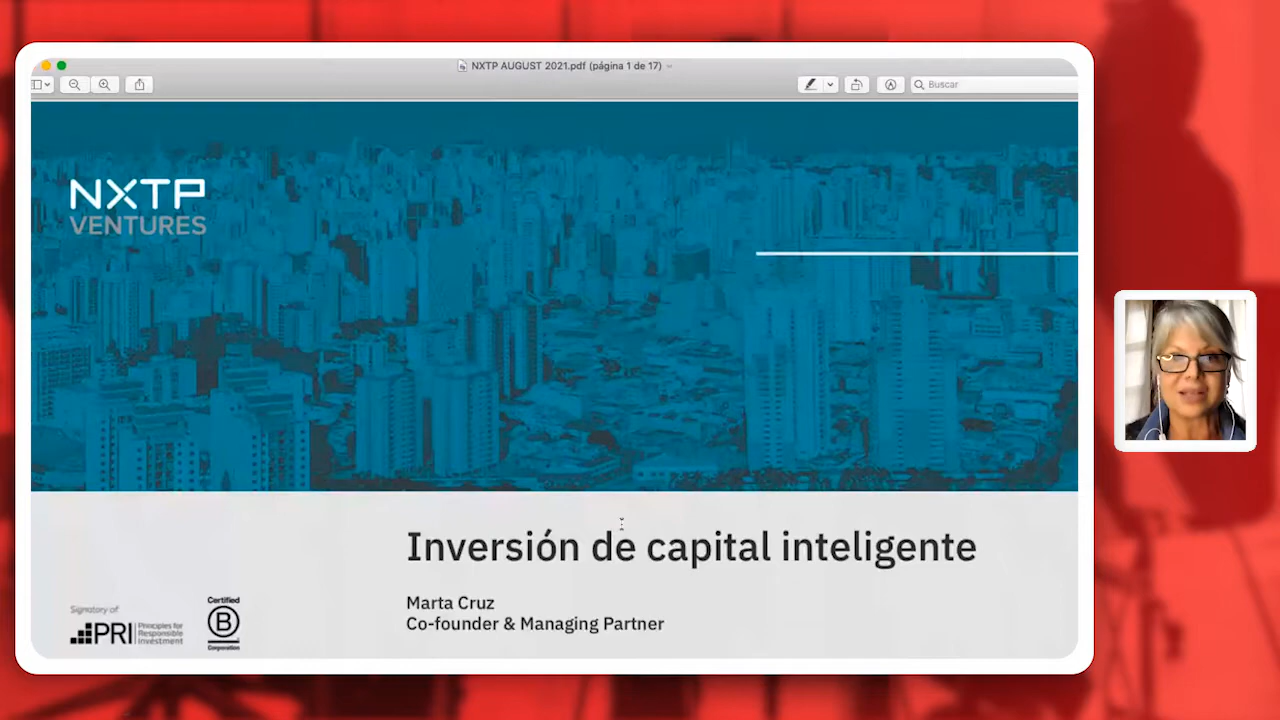 NXTP AUGUST 2021.pdf (página 1 de 17)
Buscar
NXTP
VENTURES
Inversión de capital inteligente
Marta Cruz
Co-founder & Managing Partner
Signatory of
PRI Principles for
Responsible
Investment
Certified
B
Corporation